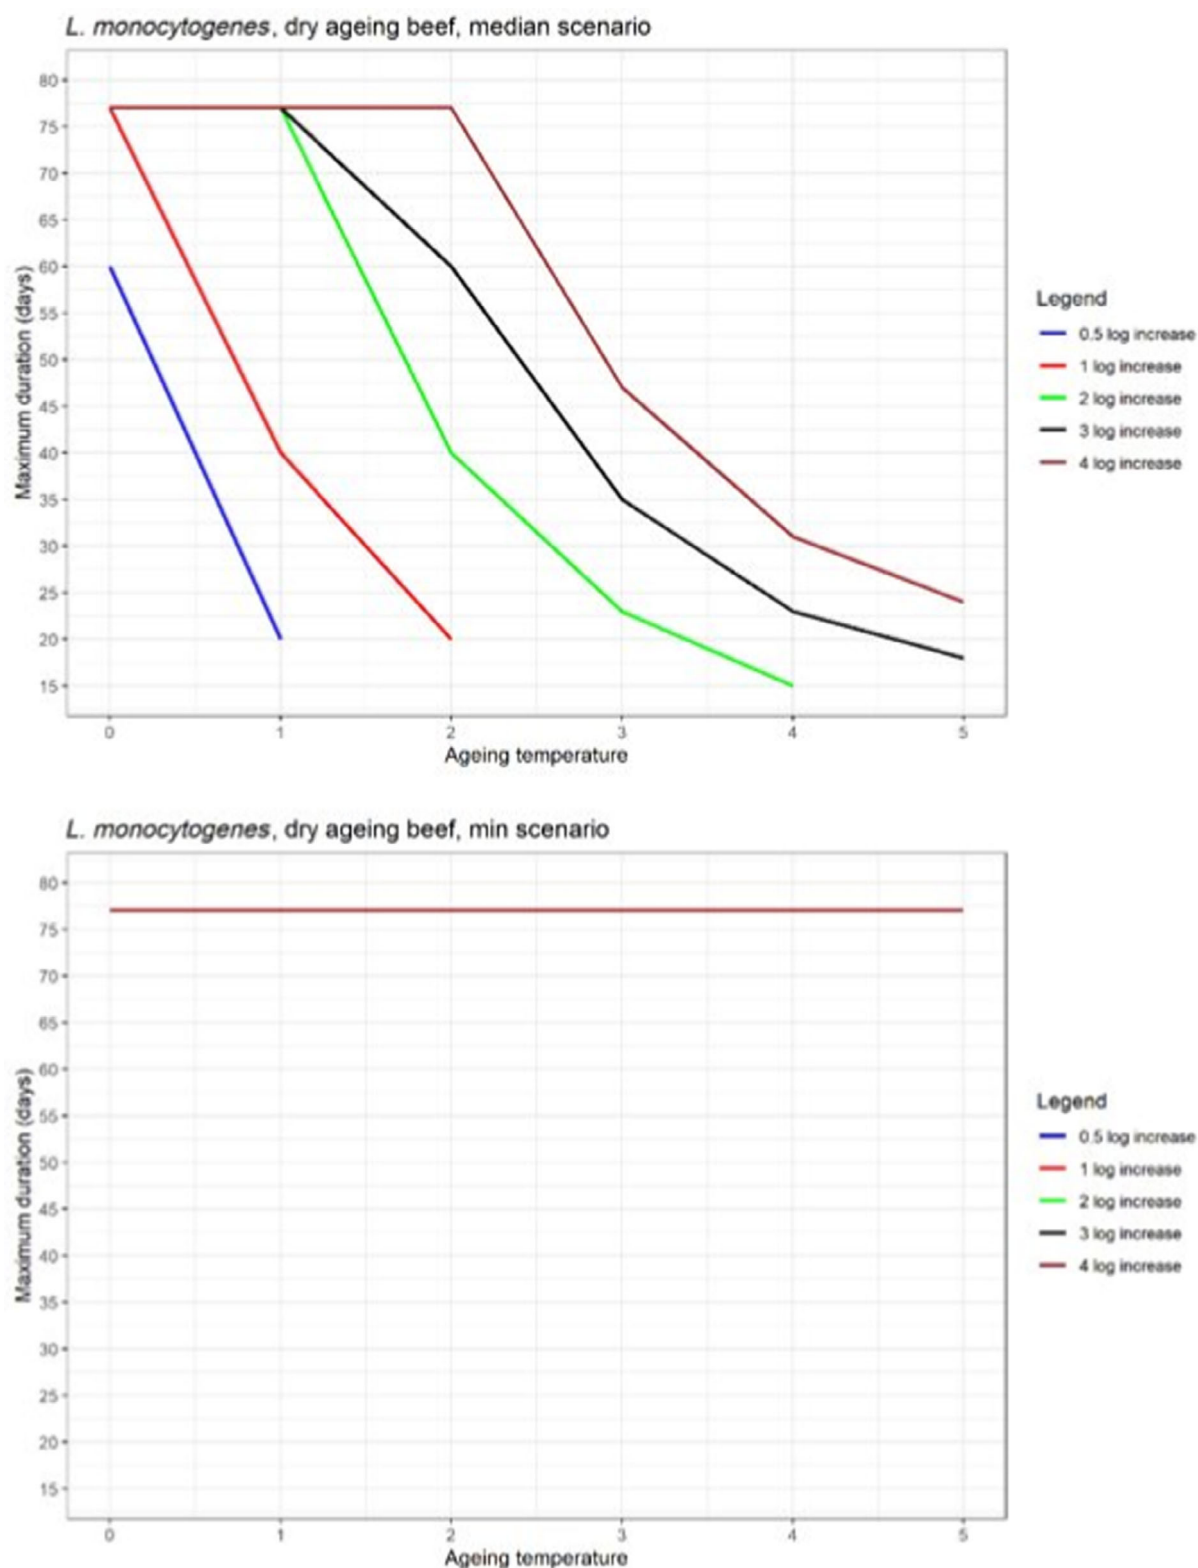 L. monocytogenes, dry ageing beef, median scenario
80
75
70
65
60
55
50
45
40
35
30
25
20
15
Maximum duration (days)
0 1 2 3 4 5
Ageing temperature
Legend
0.5 log increase
1 log increase
2 log increase
3 log increase
4 log increase
L. monocytogenes, dry ageing beef, min scenario
80
75
70
65
60
55
50
45
40
35
30
25
20
15
Maximum duration (days)
0 1 2 3 4 5
Ageing temperature
Legend
0.5 log increase
1 log increase
2 log increase
3 log increase
4 log increase